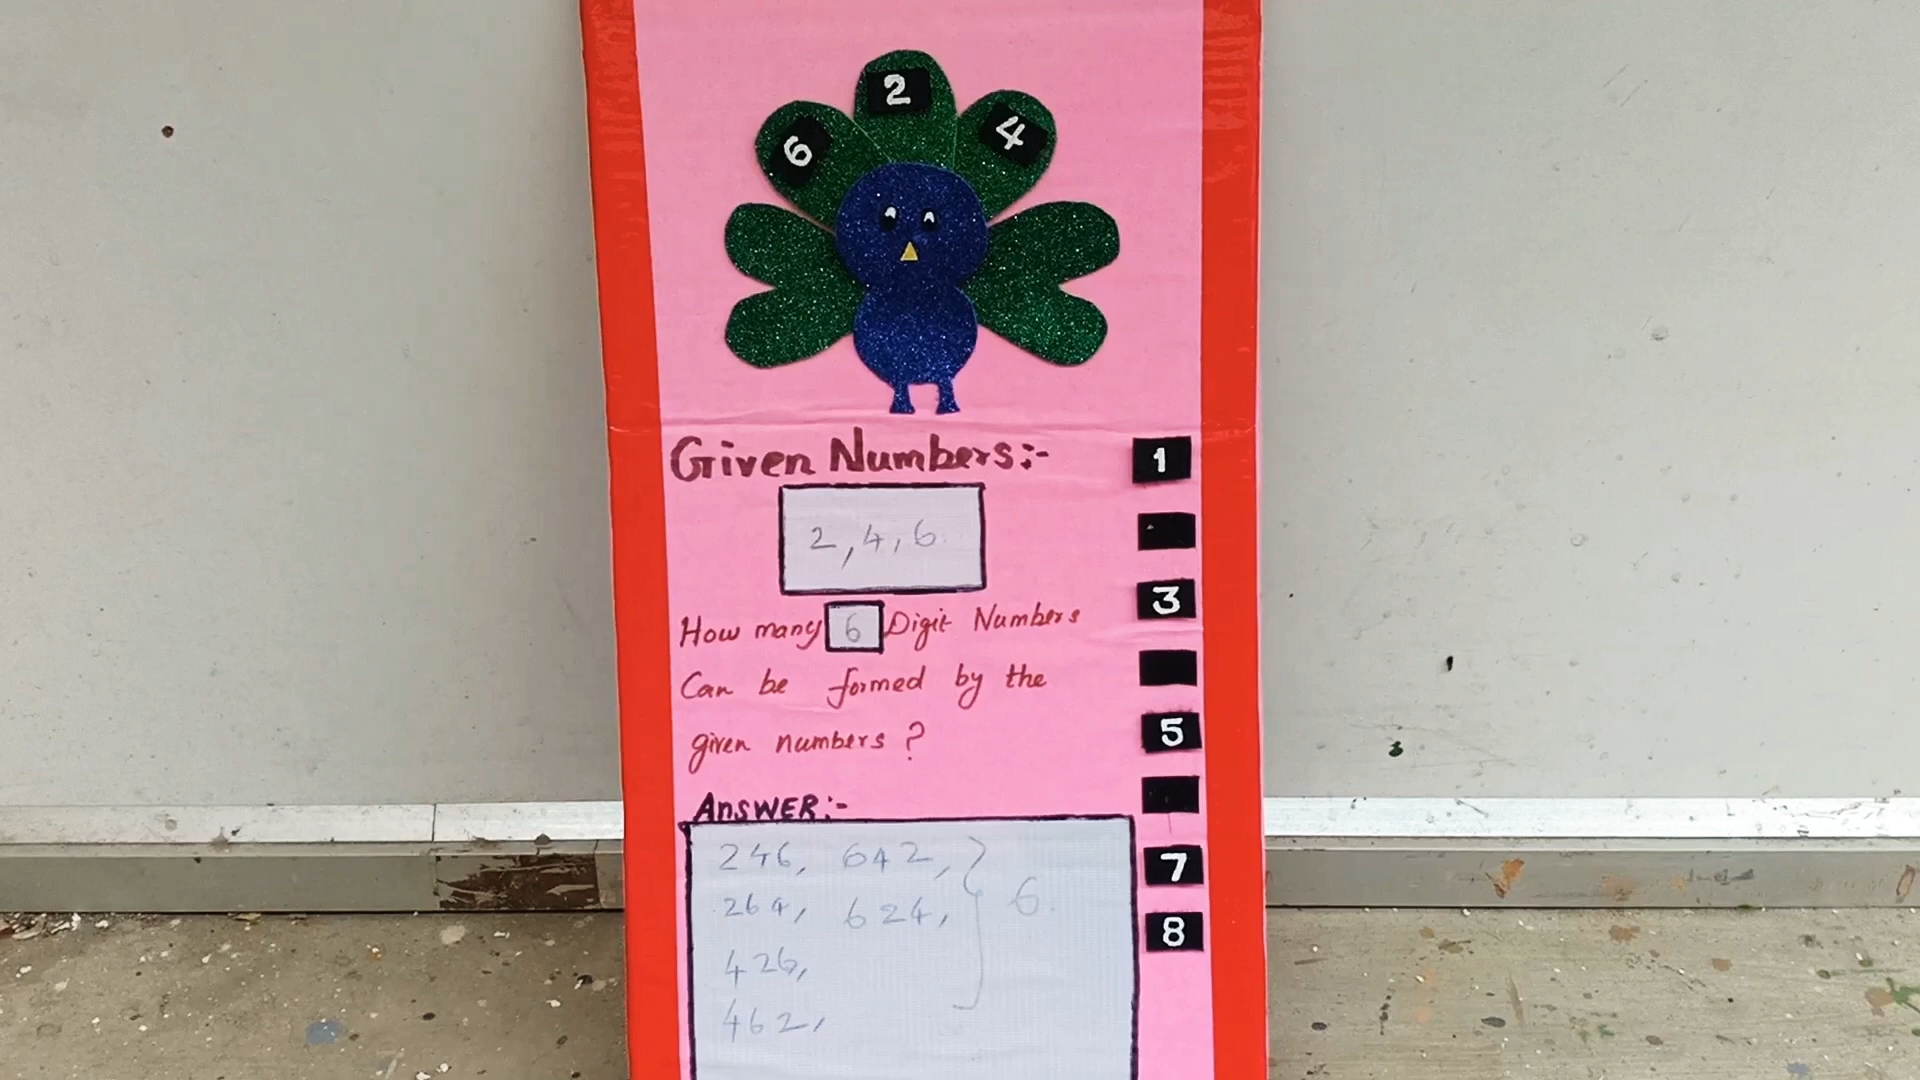 2
6
4
Given Numbers:-
1
2, 4, 6.
3
How many 6 Digit Numbers
Can be formed by the
5
given numbers?
ANSWER:-
246, 642, } 6.
7
264, 624,
8
426,
462,